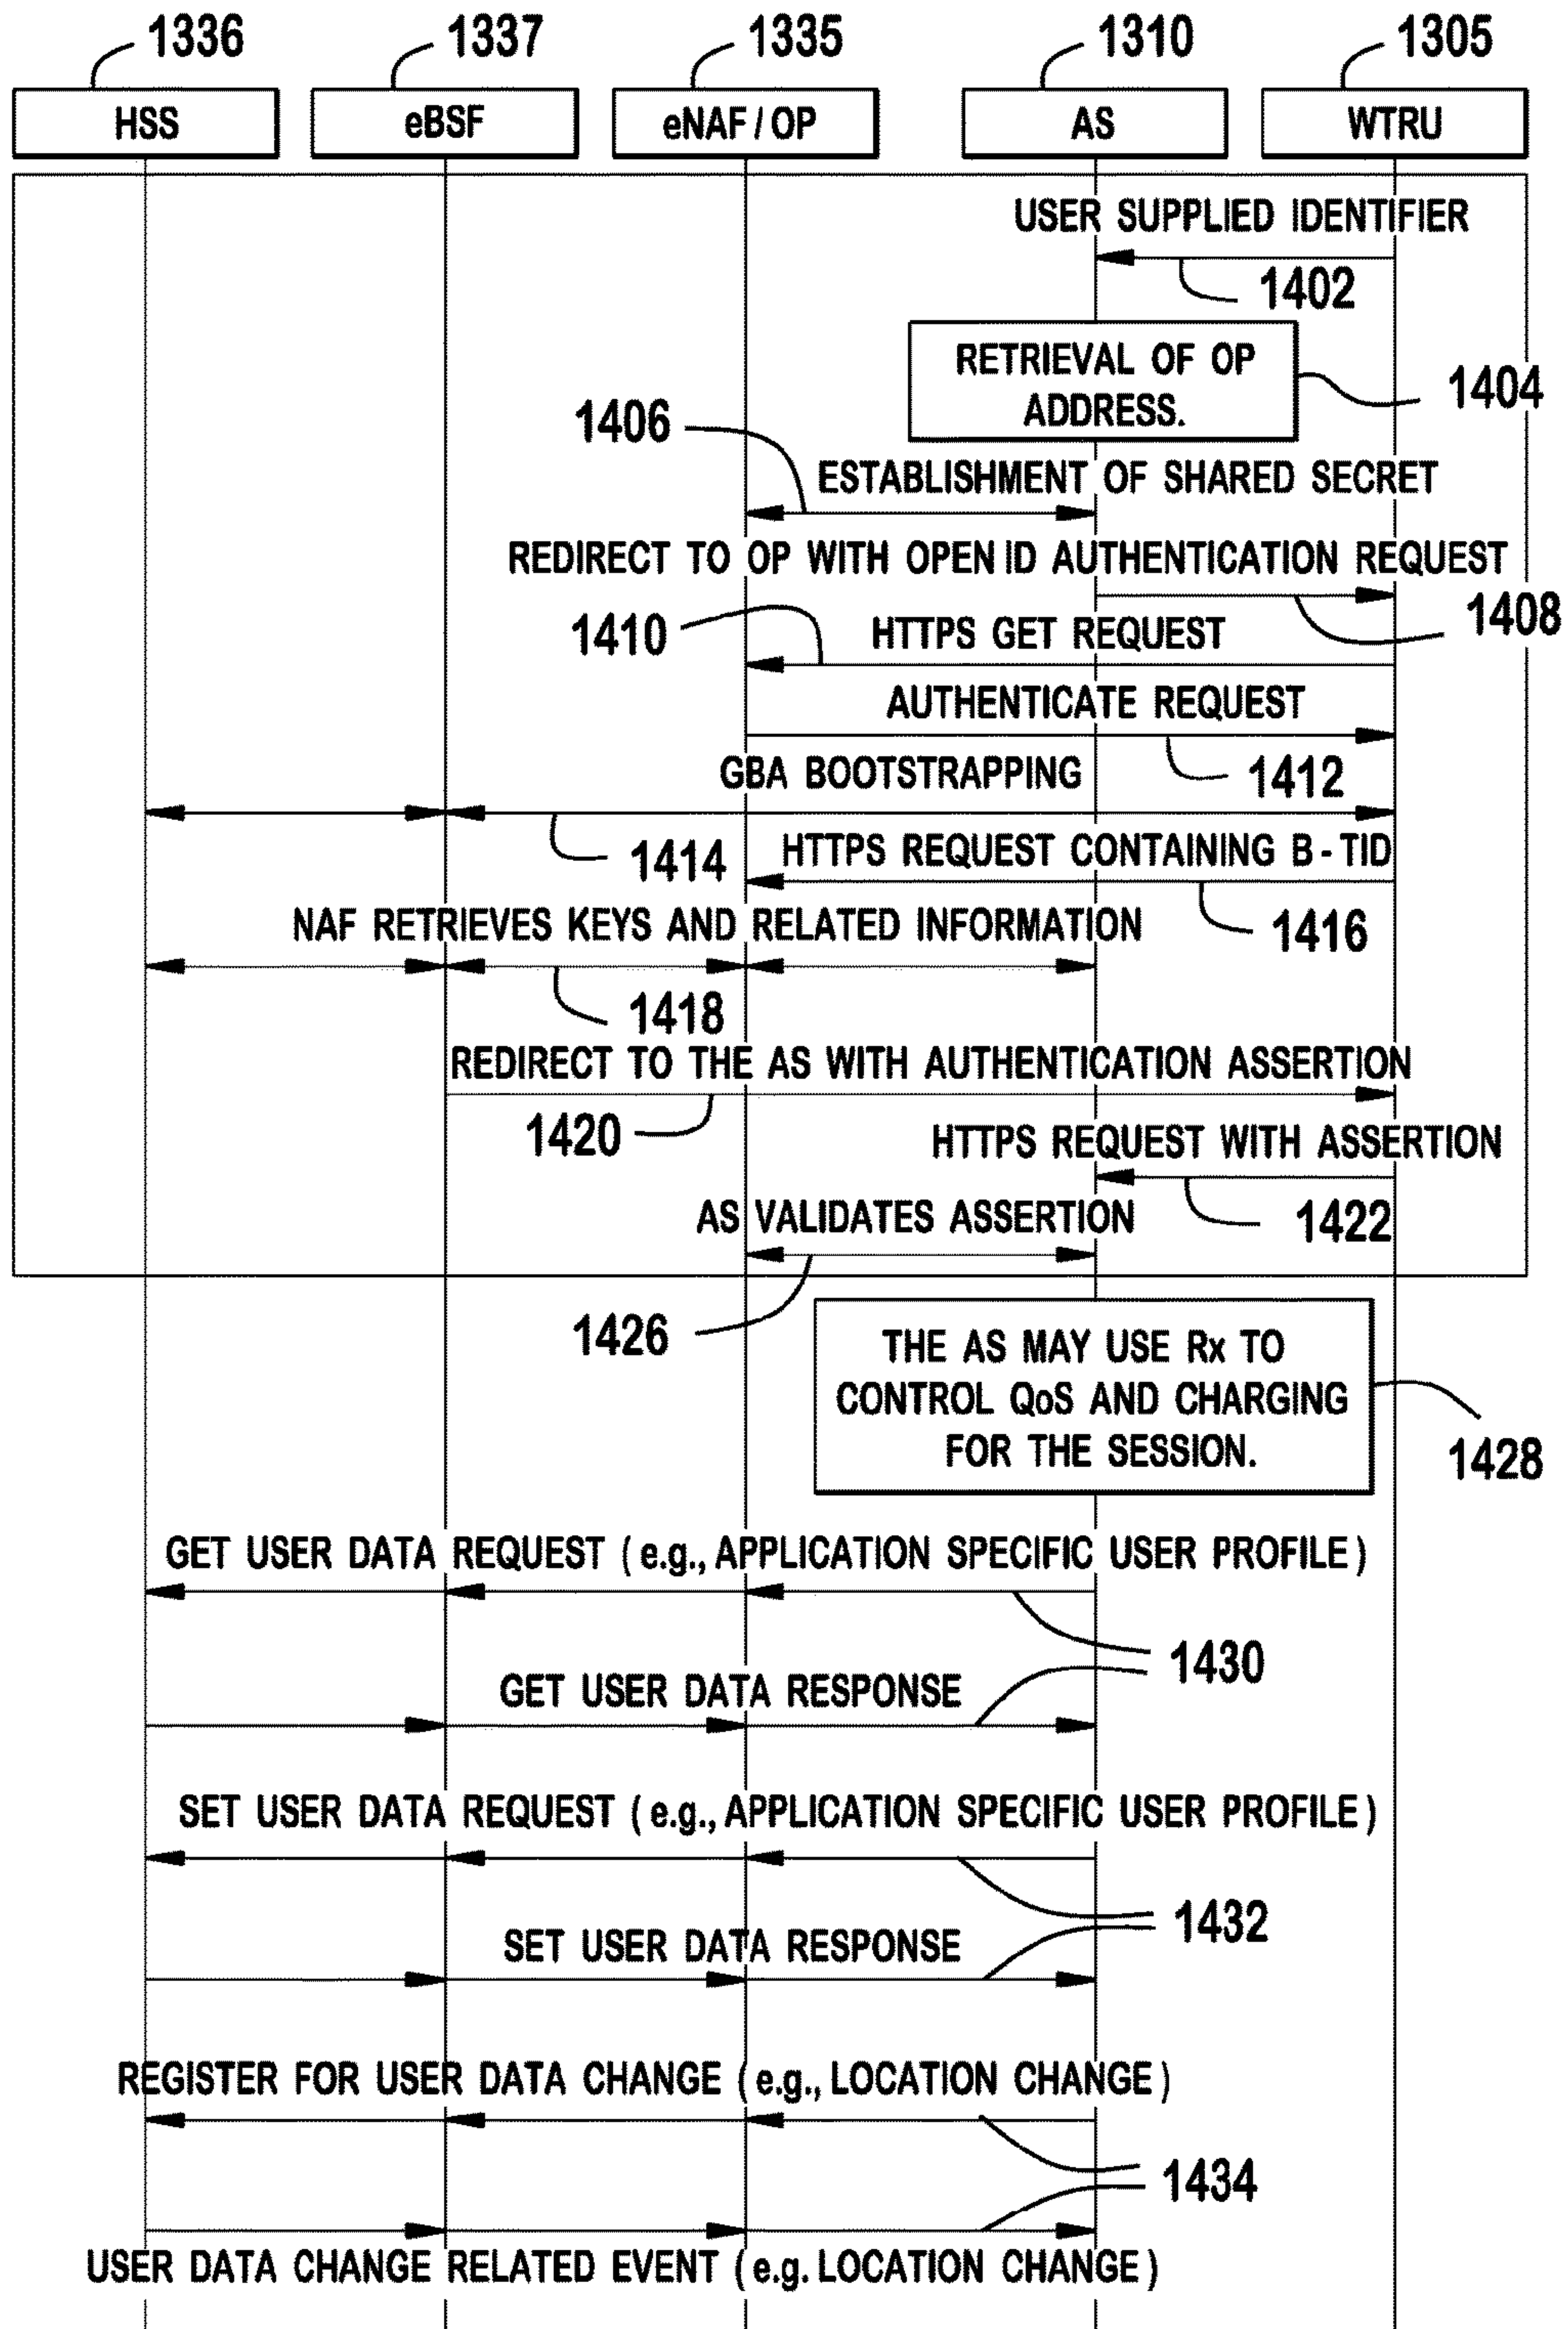 1336 1337 1335 1310 1305
HSS eBSF eNAF / OP AS WTRU
USER SUPPLIED IDENTIFIER
1402
RETRIEVAL OF OP
ADDRESS.
1404
1406
ESTABLISHMENT OF SHARED SECRET
REDIRECT TO OP WITH OPEN ID AUTHENTICATION REQUEST
1408
1410
HTTPS GET REQUEST
AUTHENTICATE REQUEST
1412
GBA BOOTSTRAPPING
1414
HTTPS REQUEST CONTAINING B - TID
1416
NAF RETRIEVES KEYS AND RELATED INFORMATION
1418
REDIRECT TO THE AS WITH AUTHENTICATION ASSERTION
1420
HTTPS REQUEST WITH ASSERTION
1422
AS VALIDATES ASSERTION
1426
THE AS MAY USE Rx TO
CONTROL QoS AND CHARGING
FOR THE SESSION.
1428
GET USER DATA REQUEST ( e.g., APPLICATION SPECIFIC USER PROFILE )
1430
GET USER DATA RESPONSE
SET USER DATA REQUEST ( e.g., APPLICATION SPECIFIC USER PROFILE )
1432
SET USER DATA RESPONSE
REGISTER FOR USER DATA CHANGE ( e.g., LOCATION CHANGE )
1434
USER DATA CHANGE RELATED EVENT ( e.g. LOCATION CHANGE )